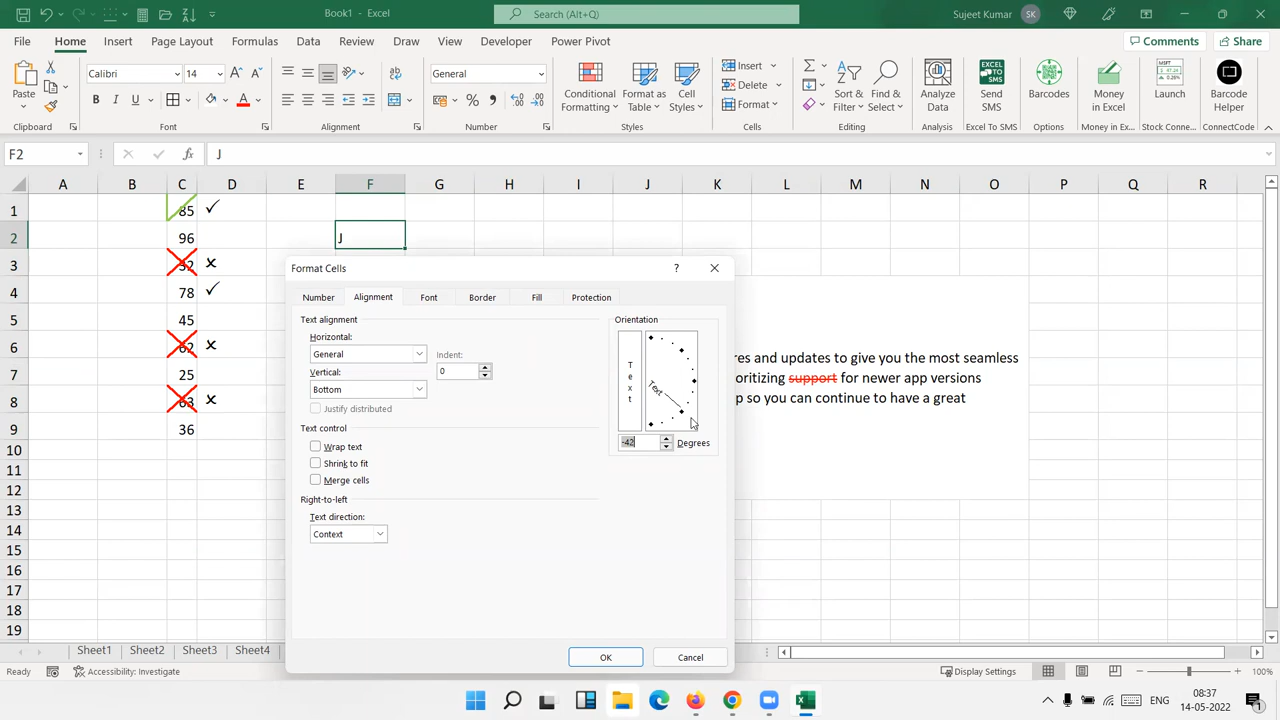 Book1 - Excel
Search (Alt+Q)
Sujeet Kumar
SK
File
Home
Insert
Page Layout
Formulas
Data
Review
View
Draw
Developer
Power Pivot
Comments
Share
Paste
Clipboard
Calibri
14
Font
Alignment
General
Number
Conditional
Formatting
Format as
Table
Cell
Styles
Styles
Insert
Delete
Format
Cells
Sort &
Filter
Find &
Select
Editing
Analyze
Data
Analysis
Send
SMS
Excel To SMS
Barcodes
Options
Money
in Excel
Money in Ex...
Launch
Stock Conne...
Barcode
Helper
ConnectCode
F2
J
A B C D E F G H I J K L M N O P Q R
1 85 ✓
2 96 J
3 52 ×
4 78 ✓
5 45
6 62 ×
7 25
8 63 ×
9 36
10
11
12
13
14
15
16
17
18
19
res and updates to give you the most seamless
oritizing support for newer app versions
p so you can continue to have a great
Format Cells
Number
Alignment
Font
Border
Fill
Protection
Text alignment
Horizontal:
General
Indent:
0
Vertical:
Bottom
Justify distributed
Text control
Wrap text
Shrink to fit
Merge cells
Right-to-left
Text direction:
Context
Orientation
Text
Text
-42
Degrees
OK
Cancel
Sheet1
Sheet2
Sheet3
Sheet4
Ready
Accessibility: Investigate
Display Settings
100%
ENG
08:37
14-05-2022
1